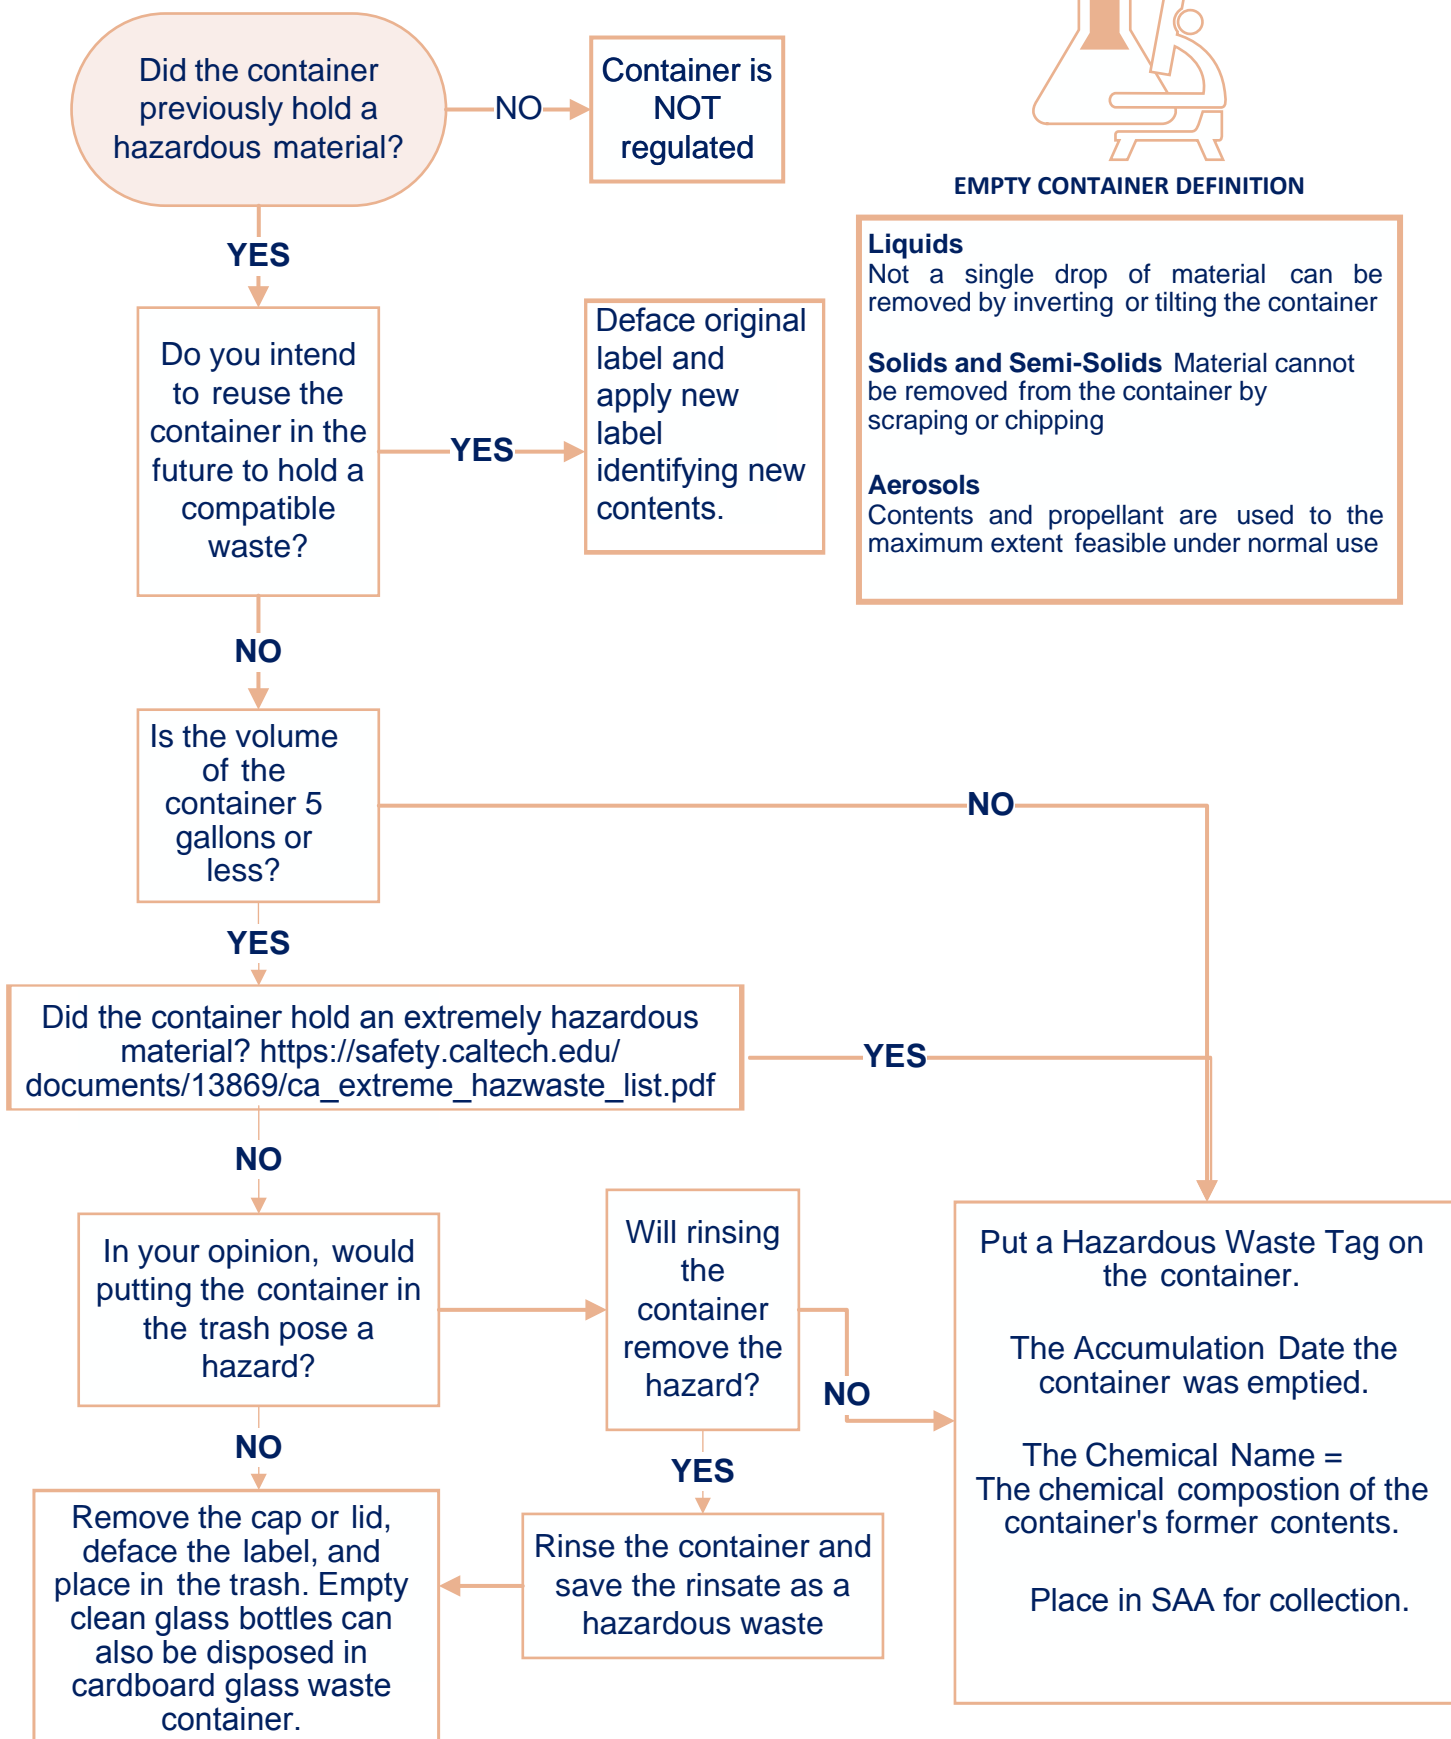 Did the container
previously hold a
hazardous material?
NO
Container is
NOT
regulated
EMPTY CONTAINER DEFINITION
Liquids
Not a single drop of material can be
removed by inverting or tilting the container
Solids and Semi-Solids Material cannot
be removed from the container by
scraping or chipping
Aerosols
Contents and propellant are used to the
maximum extent feasible under normal use
YES
Do you intend
to reuse the
container in the
future to hold a
compatible
waste?
YES
Deface original
label and
apply new
label
identifying new
contents.
NO
Is the volume
of the
container 5
gallons or
less?
NO
YES
Did the container hold an extremely hazardous
material? https://safety.caltech.edu/
documents/13869/ca_extreme_hazwaste_list.pdf
YES
NO
In your opinion, would
putting the container in
the trash pose a
hazard?
Will rinsing
the
container
remove the
hazard?
NO
Put a Hazardous Waste Tag on
the container.
The Accumulation Date the
container was emptied.
The Chemical Name =
The chemical compostion of the
container's former contents.
Place in SAA for collection.
NO
YES
Remove the cap or lid,
deface the label, and
place in the trash. Empty
clean glass bottles can
also be disposed in
cardboard glass waste
container.
Rinse the container and
save the rinsate as a
hazardous waste